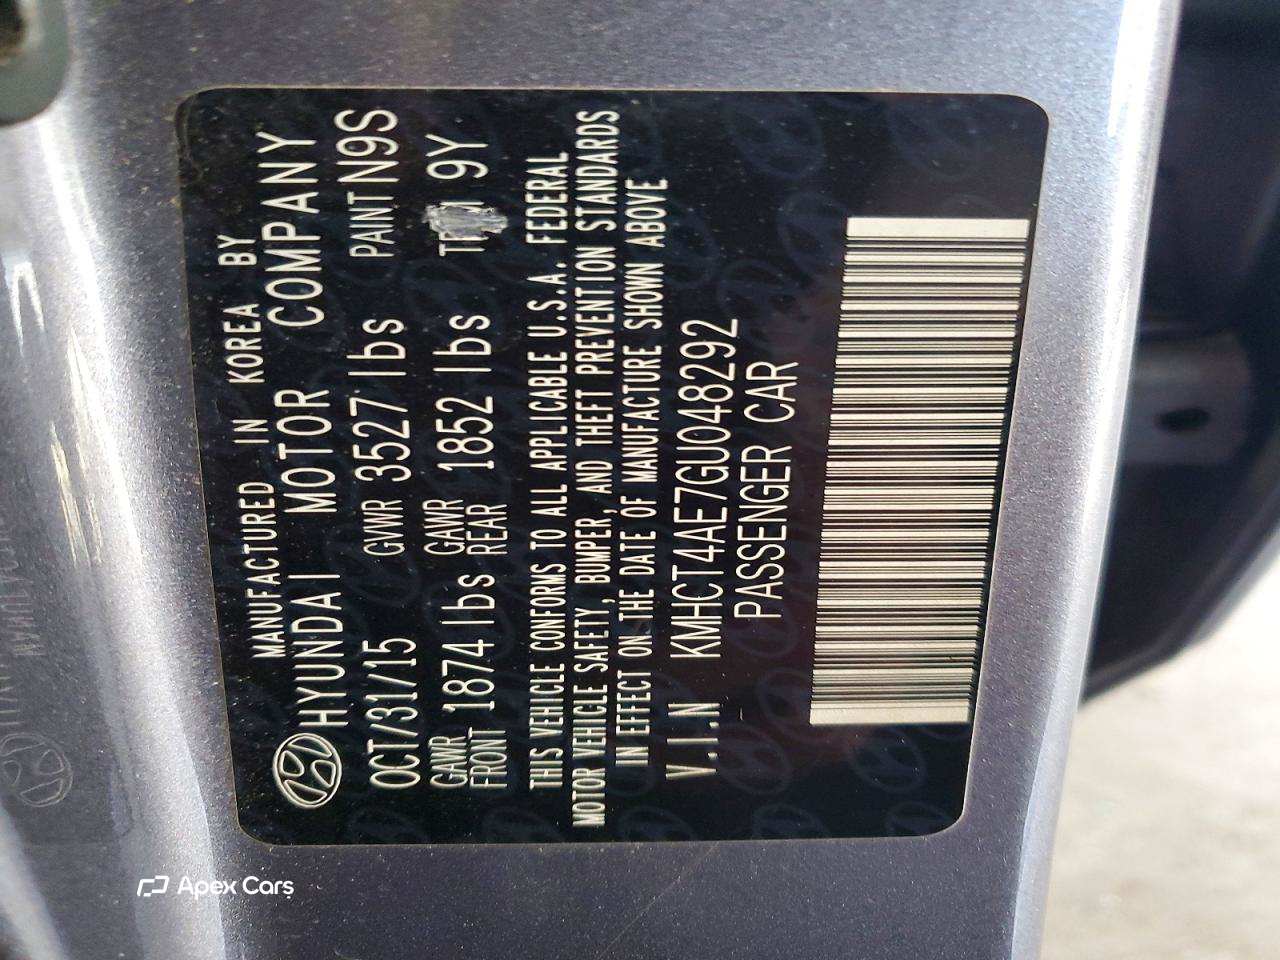 MANUFACTURED IN KOREA BY
HYUNDAI MOTOR COMPANY
OCT/31/15 GVWR 3527 lbs PAINT N9S
GAWR FRONT 1874 lbs GAWR REAR 1852 lbs 9Y
THIS VEHICLE CONFORMS TO ALL APPLICABLE U.S.A. FEDERAL
MOTOR VEHICLE SAFETY, BUMPER, AND THEFT PREVENTION STANDARDS
IN EFFECT ON THE DATE OF MANUFACTURE SHOWN ABOVE
V.I.N KMHCT4AE7GU048292
PASSENGER CAR
Apex Cars